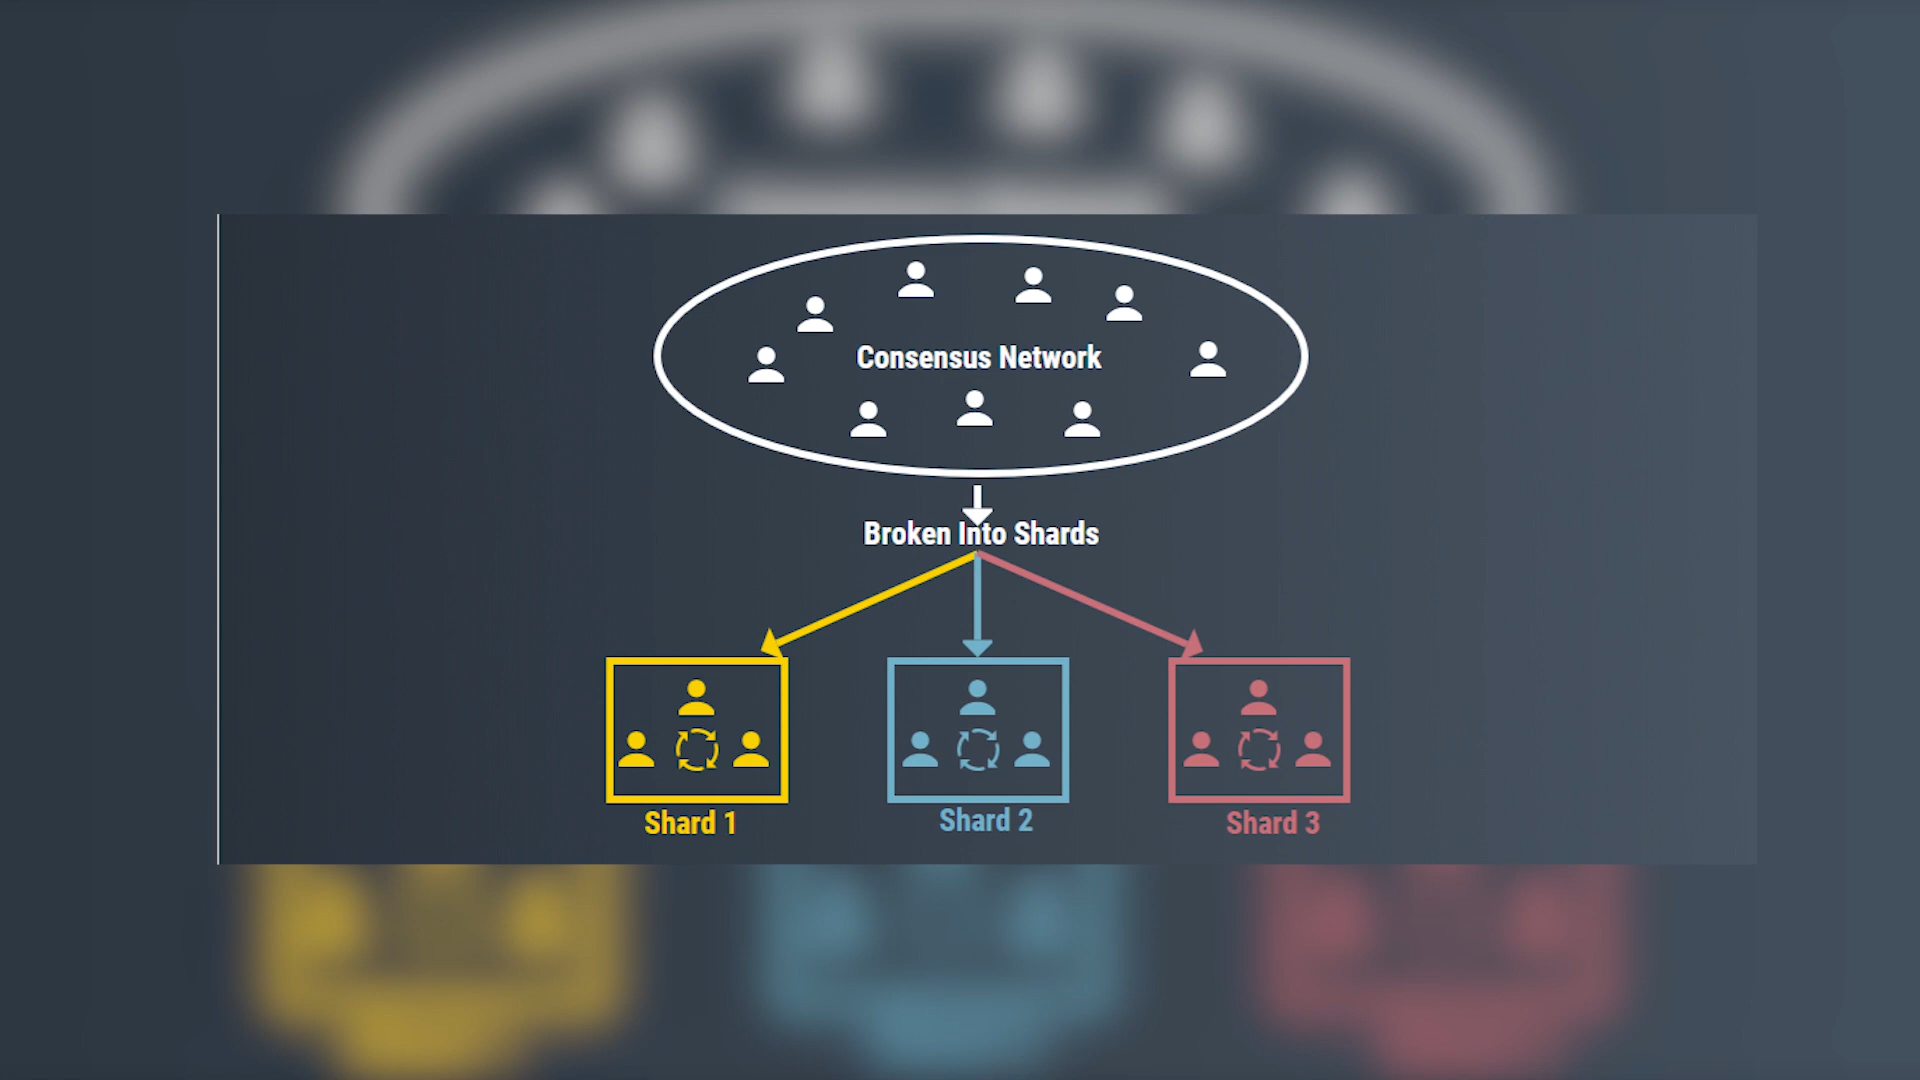 Consensus Network
Broken Into Shards
Shard 1
Shard 2
Shard 3